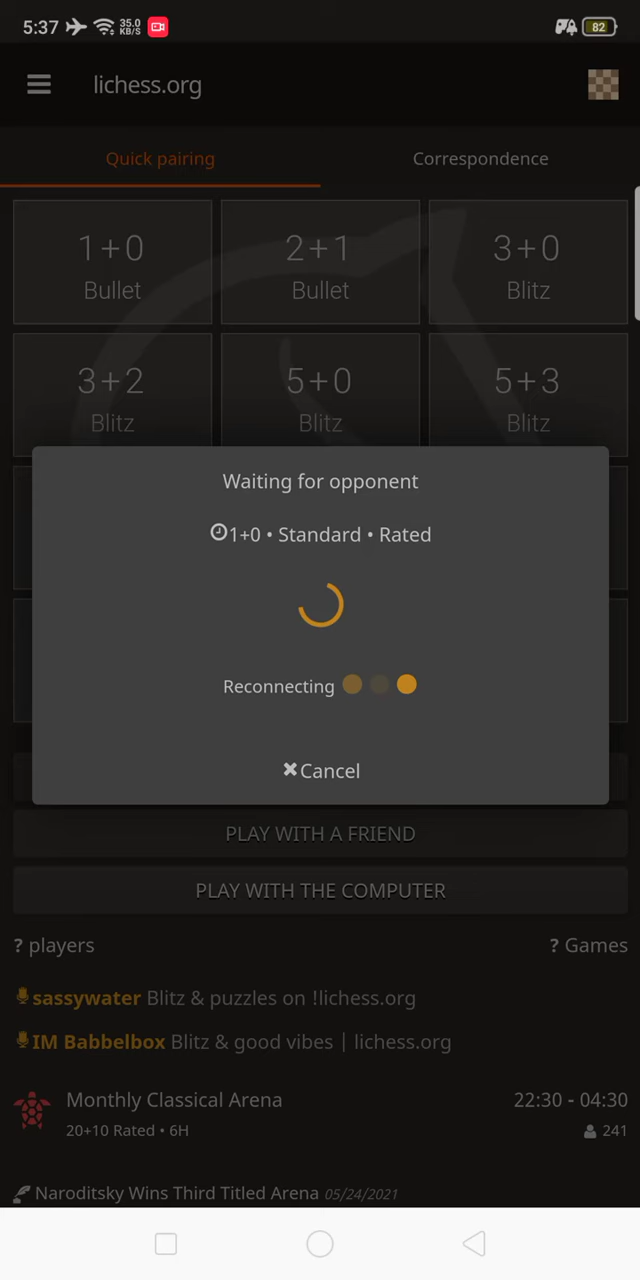 5:37 35.0 KB/S 82
lichess.org
Quick pairing Correspondence
1+0 2+1 3+0
Bullet Bullet Blitz
3+2 5+0 5+3
Blitz Blitz Blitz
Waiting for opponent
1+0 • Standard • Rated
Reconnecting
Cancel
PLAY WITH A FRIEND
PLAY WITH THE COMPUTER
? players ? Games
sassywater Blitz & puzzles on !lichess.org
IM Babbelbox Blitz & good vibes | lichess.org
Monthly Classical Arena 22:30 - 04:30
20+10 Rated • 6H 241
Naroditsky Wins Third Titled Arena 05/24/2021